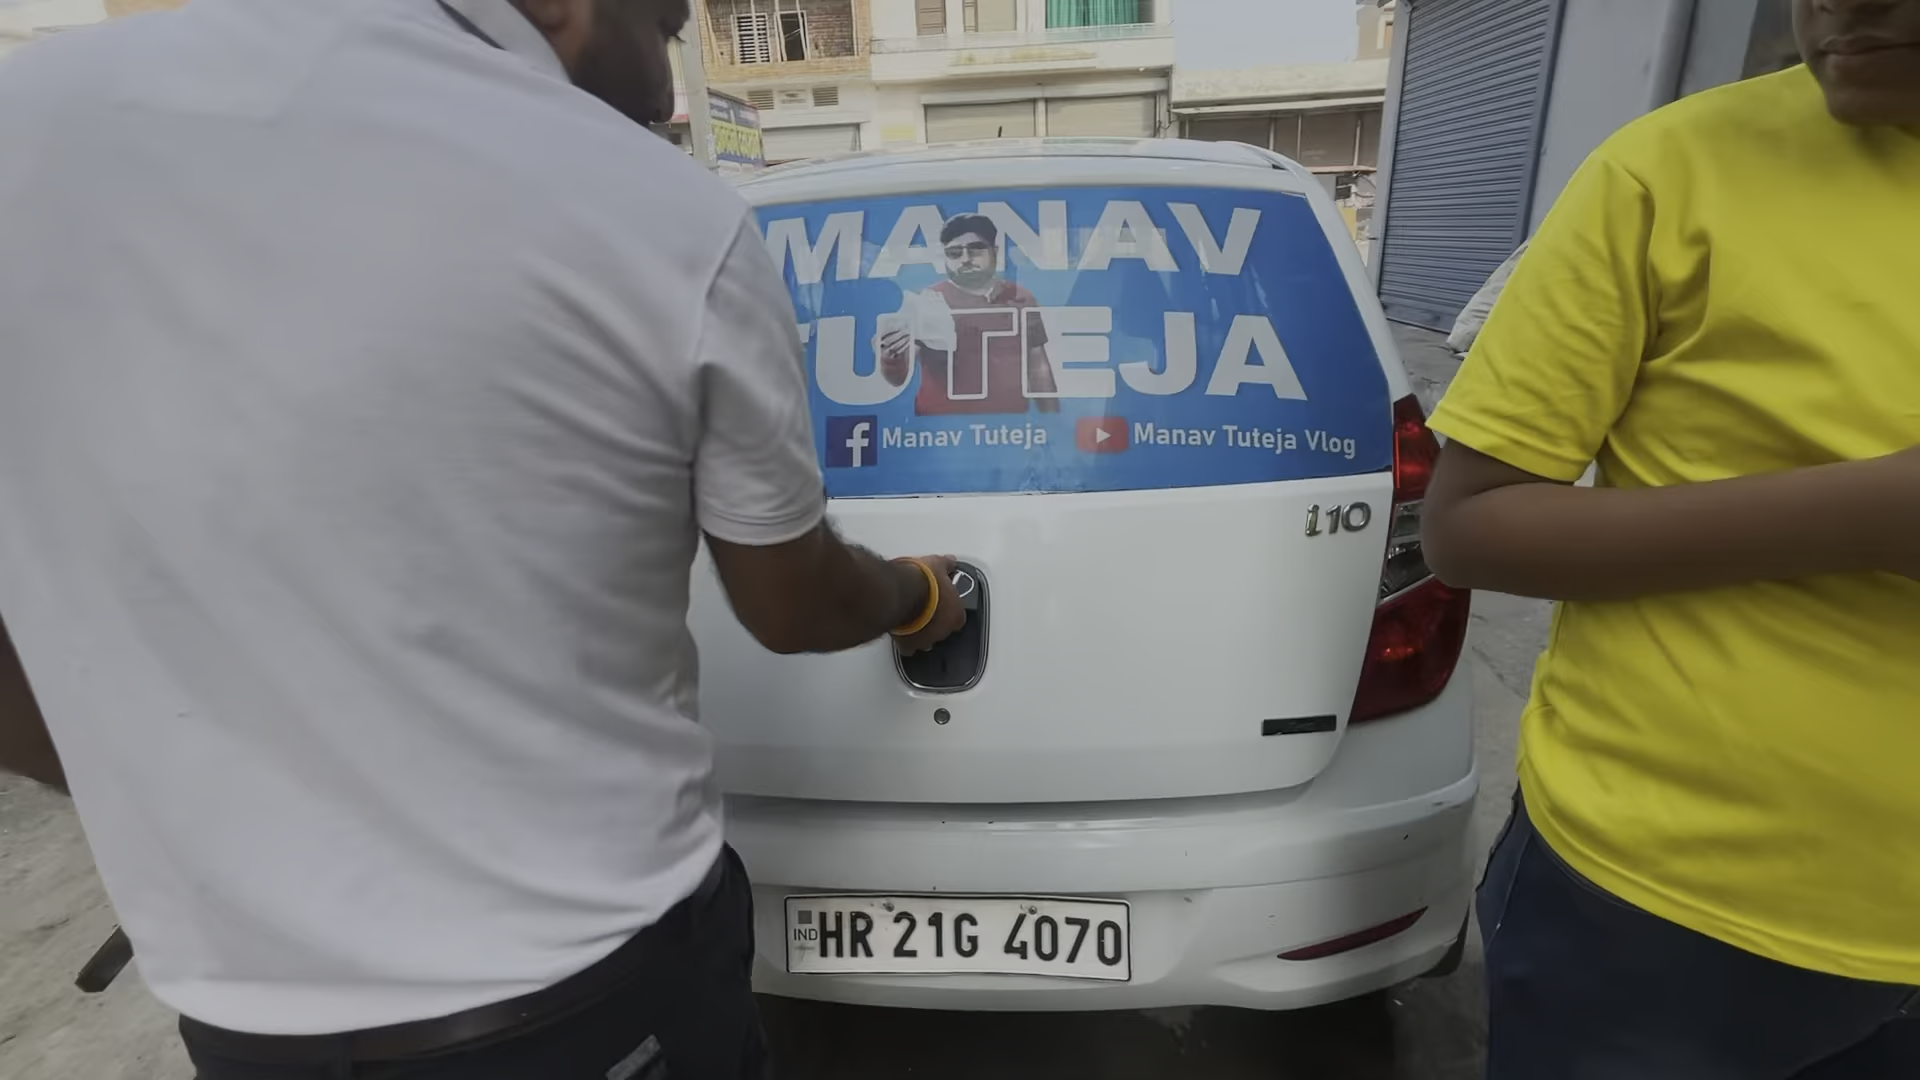 MANAV
TUTEJA
Manav Tuteja
Manav Tuteja Vlog
i10
IND
HR 21G 4070